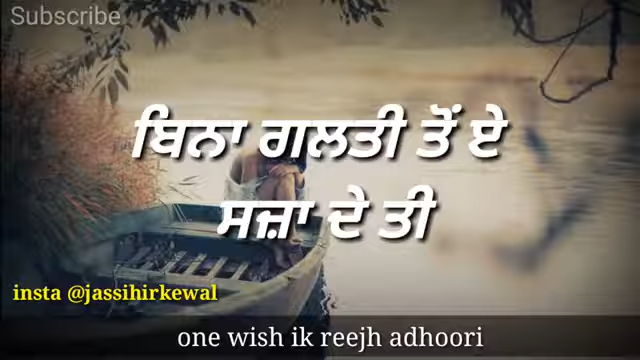 Subscribe
ਬਿਨਾ ਗਲਤੀ ਤੋਂ ਏ
ਸਜ਼ਾ ਦੇ ਤੀ
insta @jassihirkewal
one wish ik reejh adhoori